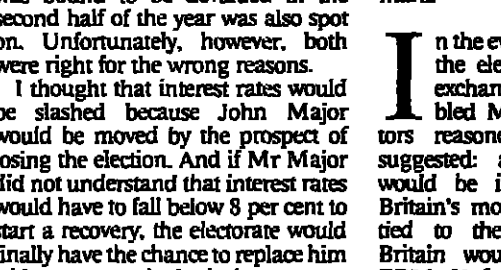 second half of the year was also spot
on. Unfortunately, however, both
were right for the wrong reasons.
I thought that interest rates would
be slashed because John Major
would be moved by the prospect of
losing the election. And if Mr Major
did not understand that interest rates
would have to fall below 8 per cent to
start a recovery, the electorate would
finally have the chance to replace him
In the
the
exchan
bled M
tors reasone
suggested:
would be i
Britain's mo
tied to the
Britain wou